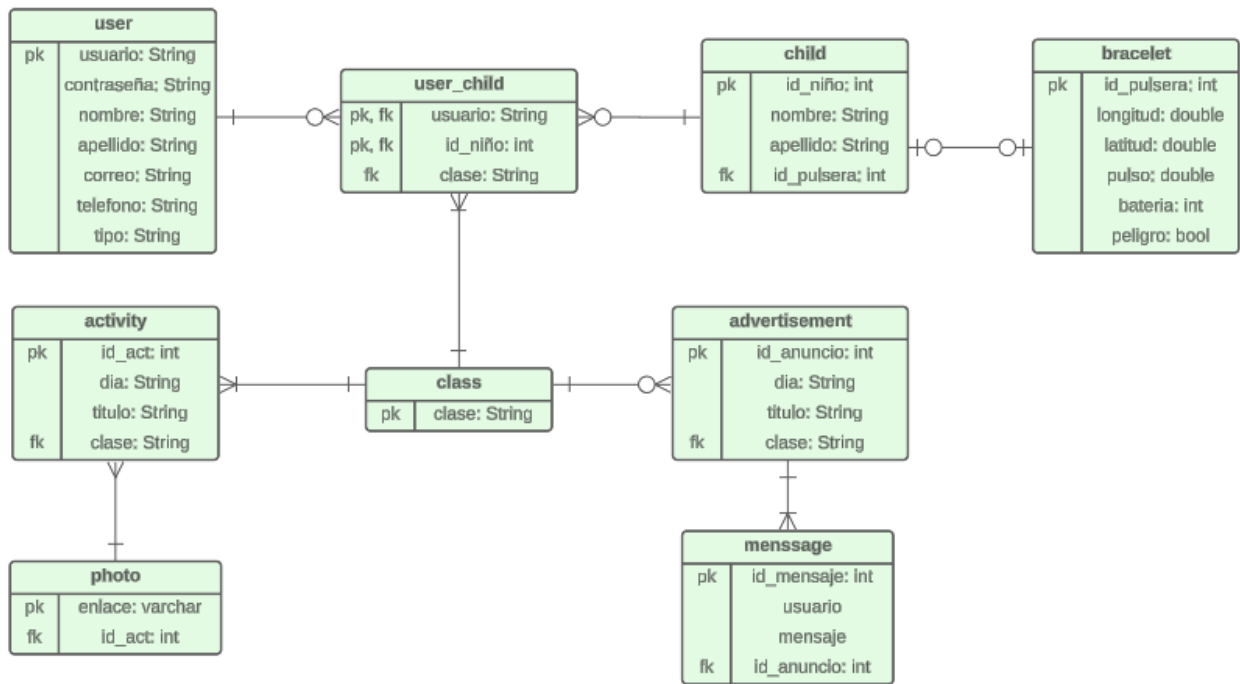 user
pk usuario: String
contraseña: String
nombre: String
apellido: String
correo: String
telefono: String
tipo: String
user_child
pk, fk usuario: String
pk, fk id_niño: int
fk clase: String
child
pk id_niño: int
nombre: String
apellido: String
fk id_pulsera: int
bracelet
pk id_pulsera: int
longitud: double
latitud: double
pulso: double
bateria: int
peligro: bool
activity
pk id_act: int
dia: String
titulo: String
fk clase: String
class
pk clase: String
advertisement
pk id_anuncio: int
dia: String
titulo: String
fk clase: String
photo
pk enlace: varchar
fk id_act: int
menssage
pk id_mensaje: int
usuario
mensaje
fk id_anuncio: int